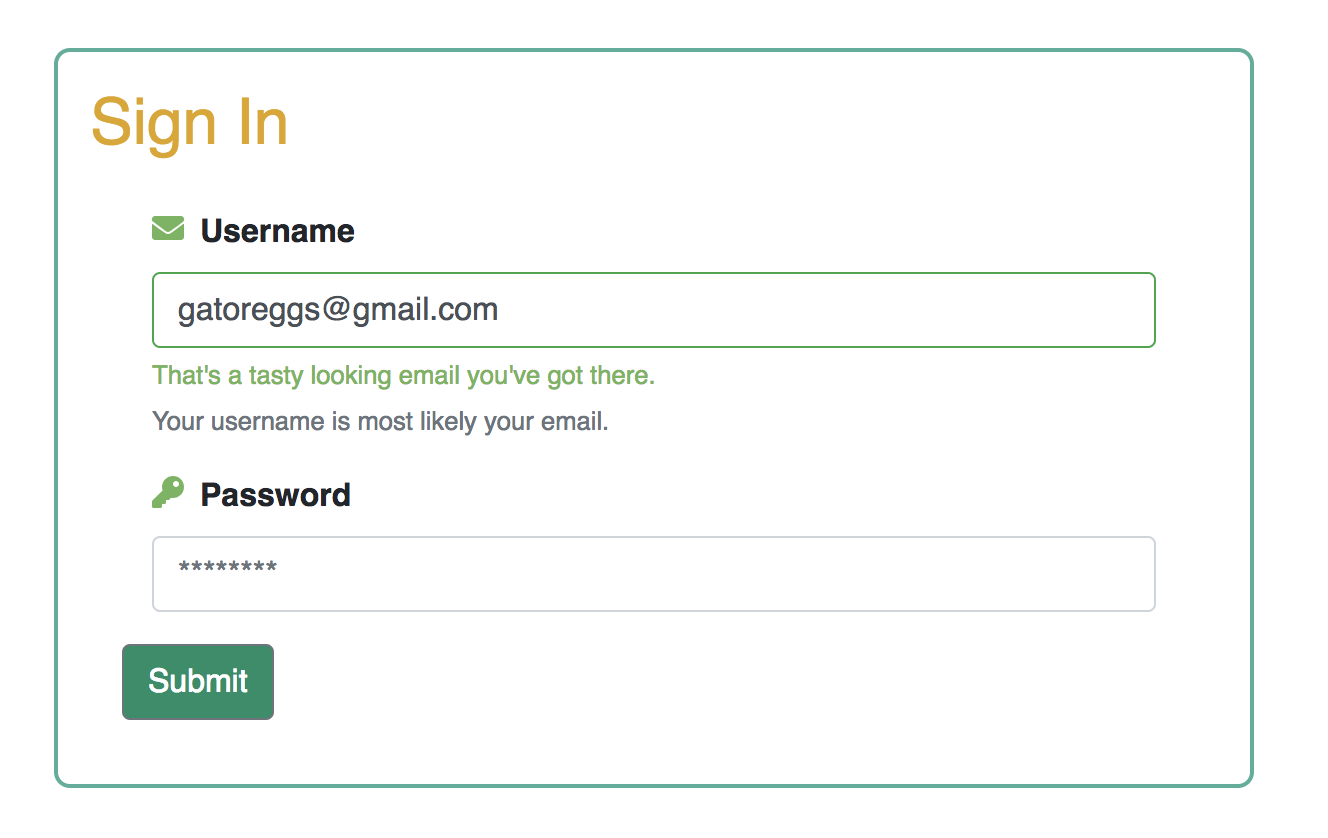 Sign In
Username
gatoreggs@gmail.com
That's a tasty looking email you've got there.
Your username is most likely your email.
Password
********
Submit